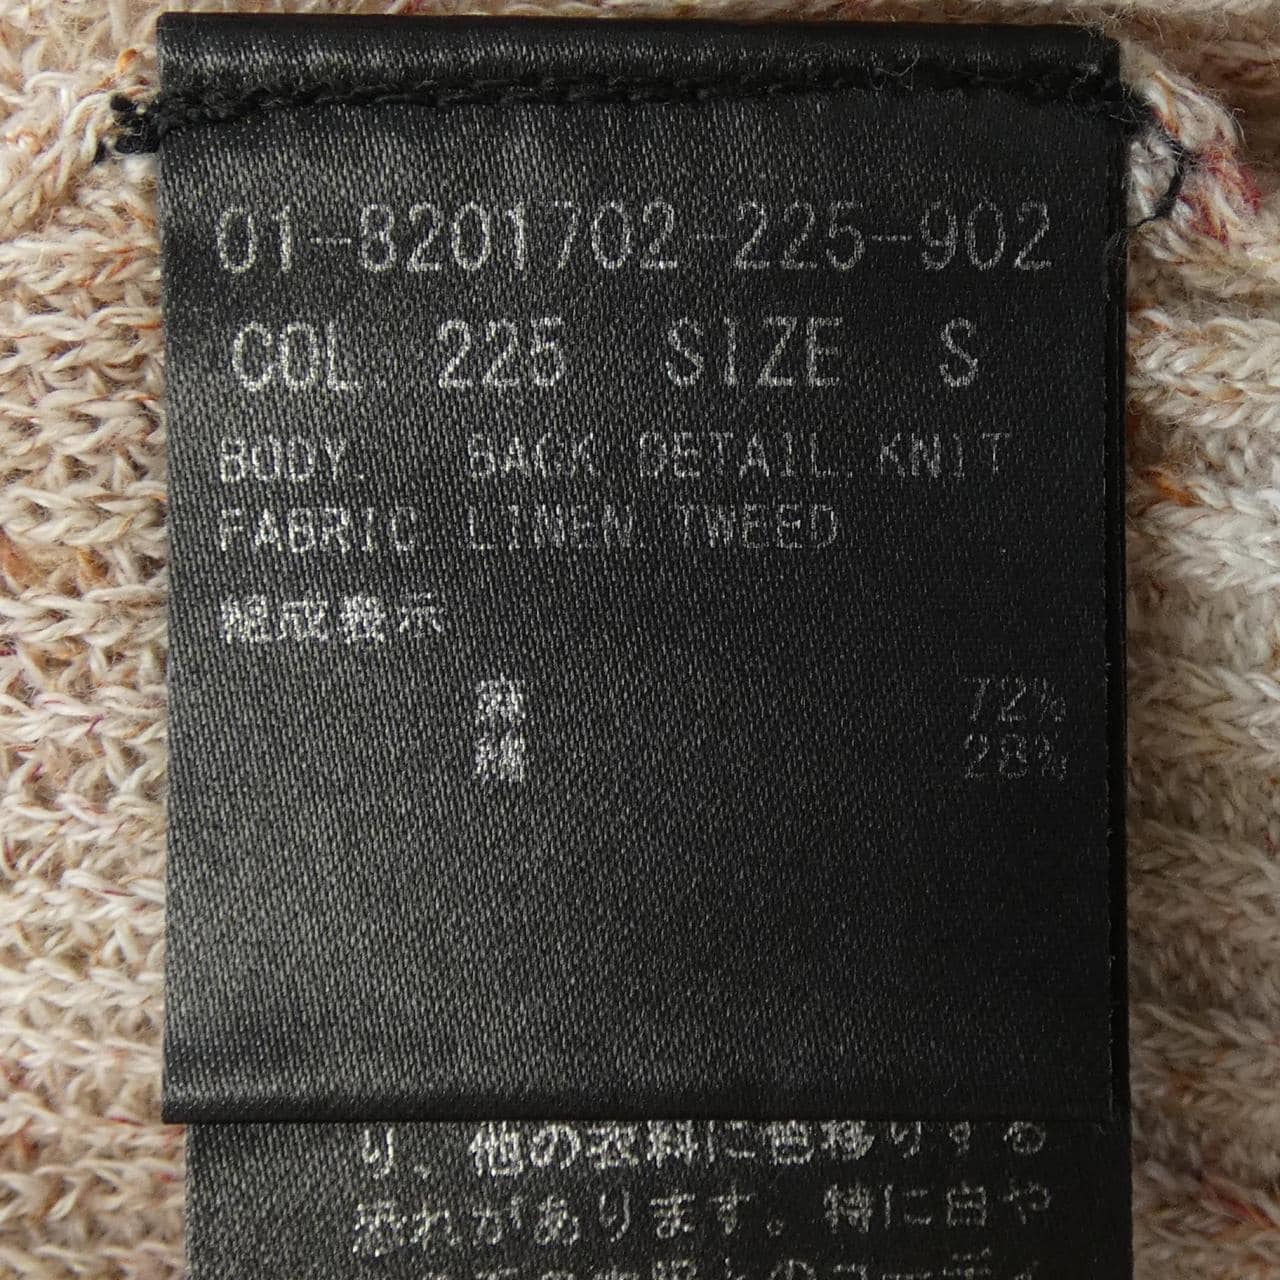 01-8201702-225-902
COL 225 SIZE S
BODY. BACK DETAIL KNIT
FABRIC LINEN TWEED
組成表示
麻 72%
綿 28%
り、他の衣料に色移りする
恐れがあります。特に白や